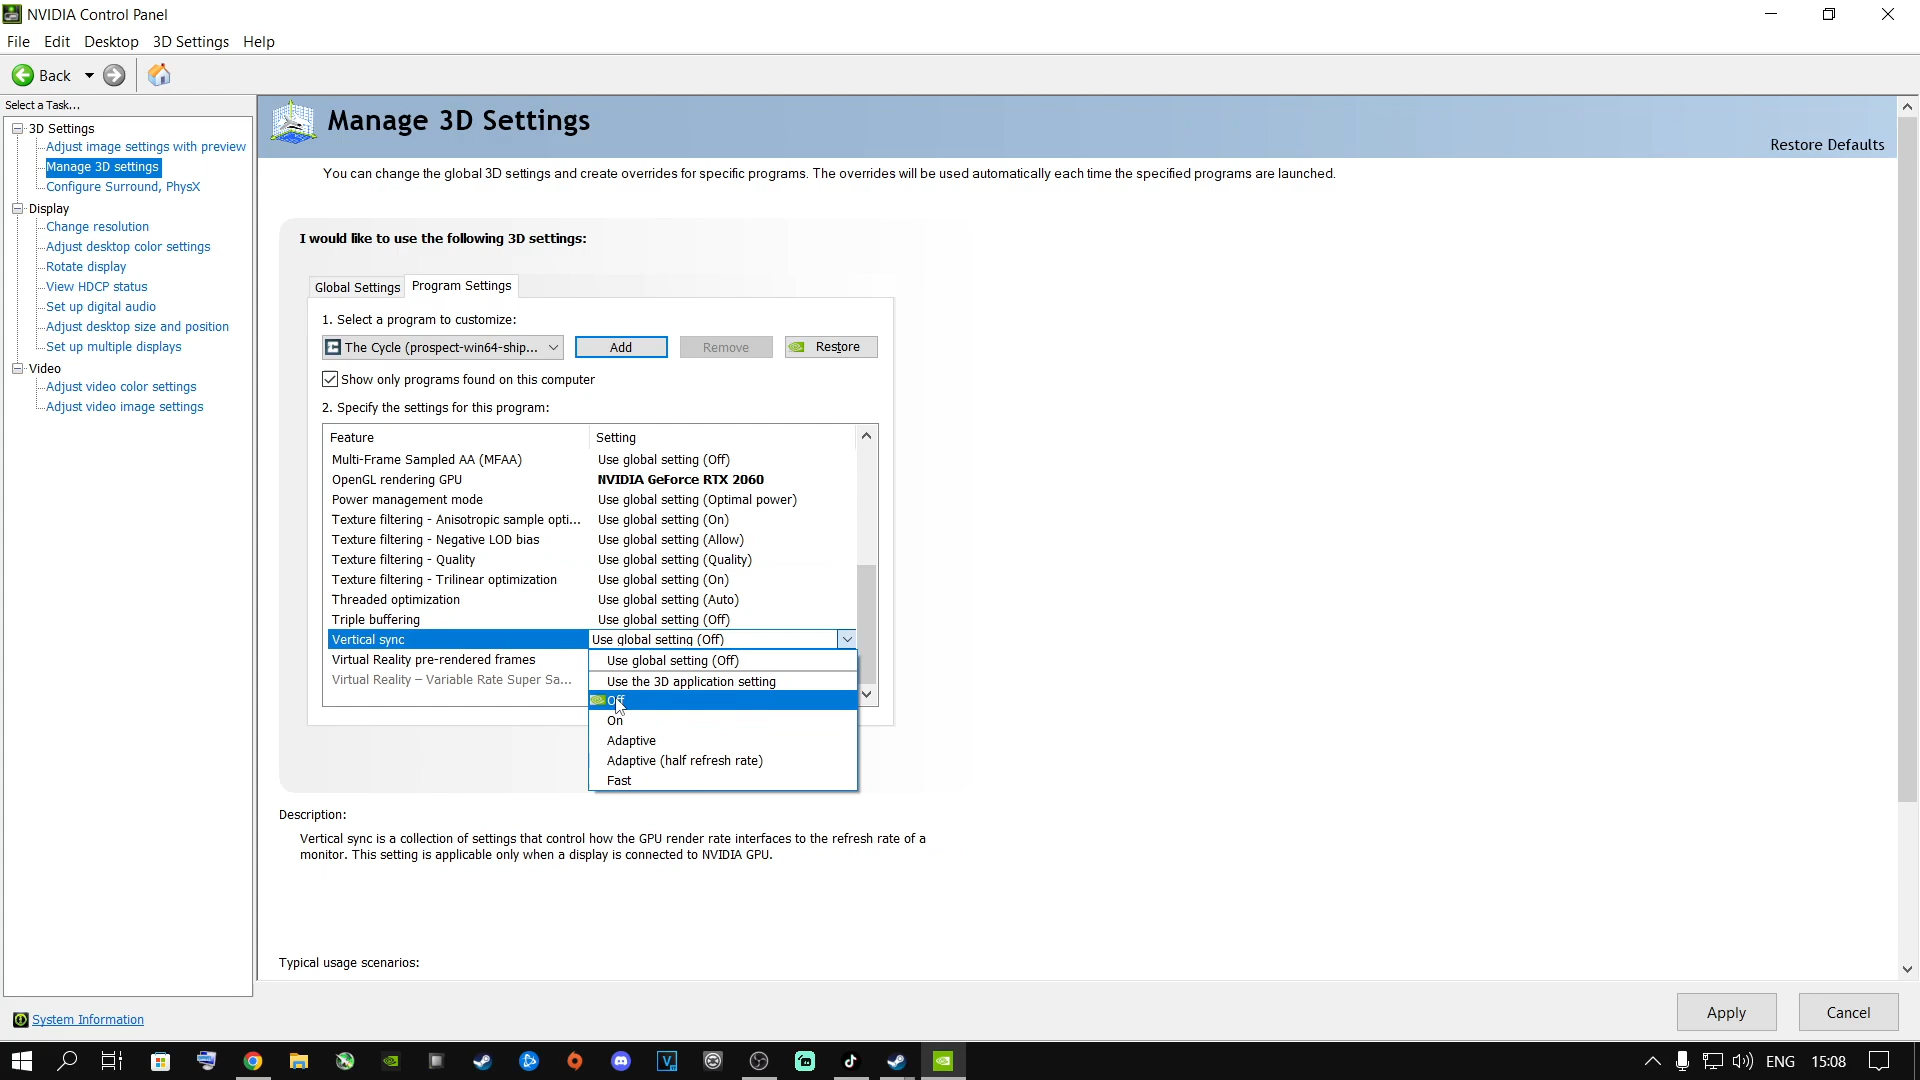 NVIDIA Control Panel
File Edit Desktop 3D Settings Help
Back
Select a Task...
3D Settings
Adjust image settings with preview
Manage 3D settings
Configure Surround, PhysX
Display
Change resolution
Adjust desktop color settings
Rotate display
View HDCP status
Set up digital audio
Adjust desktop size and position
Set up multiple displays
Video
Adjust video color settings
Adjust video image settings
System Information
Manage 3D Settings
Restore Defaults
You can change the global 3D settings and create overrides for specific programs. The overrides will be used automatically each time the specified programs are launched.
I would like to use the following 3D settings:
Global Settings Program Settings
1. Select a program to customize:
The Cycle (prospect-win64-ship... Add Remove Restore
Show only programs found on this computer
2. Specify the settings for this program:
Feature Setting
Multi-Frame Sampled AA (MFAA) Use global setting (Off)
OpenGL rendering GPU NVIDIA GeForce RTX 2060
Power management mode Use global setting (Optimal power)
Texture filtering - Anisotropic sample opti... Use global setting (On)
Texture filtering - Negative LOD bias Use global setting (Allow)
Texture filtering - Quality Use global setting (Quality)
Texture filtering - Trilinear optimization Use global setting (On)
Threaded optimization Use global setting (Auto)
Triple buffering Use global setting (Off)
Vertical sync Use global setting (Off)
Virtual Reality pre-rendered frames Use global setting (Off)
Virtual Reality – Variable Rate Super Sa... Use the 3D application setting
Off
On
Adaptive
Adaptive (half refresh rate)
Fast
Description:
Vertical sync is a collection of settings that control how the GPU render rate interfaces to the refresh rate of a
monitor. This setting is applicable only when a display is connected to NVIDIA GPU.
Typical usage scenarios:
Apply Cancel
ENG 15:08